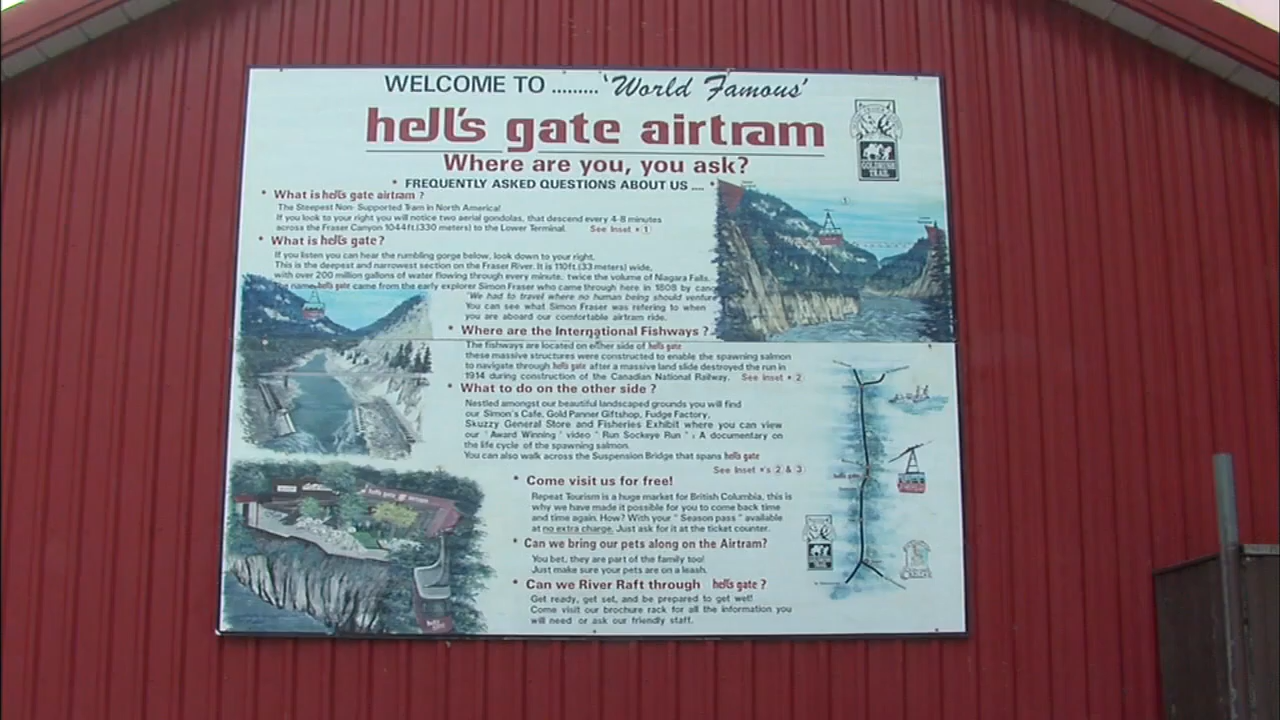 WELCOME TO ......... 'World Famous'
hell's gate airtram
Where are you, you ask?
• FREQUENTLY ASKED QUESTIONS ABOUT US .... •
• What is hell's gate airtram ?
The Steepest Non-Supported Tram in North America!
If you look to your right you will notice two aerial gondolas, that descend every 4-8 minutes
across the Fraser Canyon 1044ft.(330 meters) to the Lower Terminal. See Inset • 1
• What is hell's gate?
If you listen you can hear the rumbling gorge below, look down to your right.
This is the deepest and narrowest section on the Fraser River. It is 110ft.(33 meters) wide,
with over 200 million gallons of water flowing through every minute, twice the volume of Niagara Falls.
The name hell's gate came from the early explorer Simon Fraser who came through here in 1808 by canoe
"We had to travel where no human being should venture
You can see what Simon Fraser was refering to when
you are aboard our comfortable airtram ride.
• Where are the International Fishways ?
The fishways are located on either side of hell's gate
these massive structures were constructed to enable the spawning salmon
to navigate through hell's gate after a massive land slide destroyed the run in
1914 during construction of the Canadian National Railway. See Inset • 2
• What to do on the other side ?
Nestled amongst our beautiful landscaped grounds you will find
our Simon's Cafe, Gold Panner Giftshop, Fudge Factory,
Skuzzy General Store and Fisheries Exhibit where you can view
our " Award Winning " video " Run Sockeye Run " : A documentary on
the life cycle of the spawning salmon.
You can also walk across the Suspension Bridge that spans hell's gate
See Inset •'s 2 & 3
• Come visit us for free!
Repeat Tourism is a huge market for British Columbia, this is
why we have made it possible for you to come back time
and time again. How? With your " Season pass " available
at no extra charge. Just ask for it at the ticket counter.
• Can we bring our pets along on the Airtram?
You bet, they are part of the family too!
Just make sure your pets are on a leash.
• Can we River Raft through hell's gate ?
Get ready, get set, and be prepared to get wet!
Come visit our brochure rack for all the information you
will need or ask our friendly staff.
GOLDRUSH
TRAIL
hell's gate airtram
hell's gate